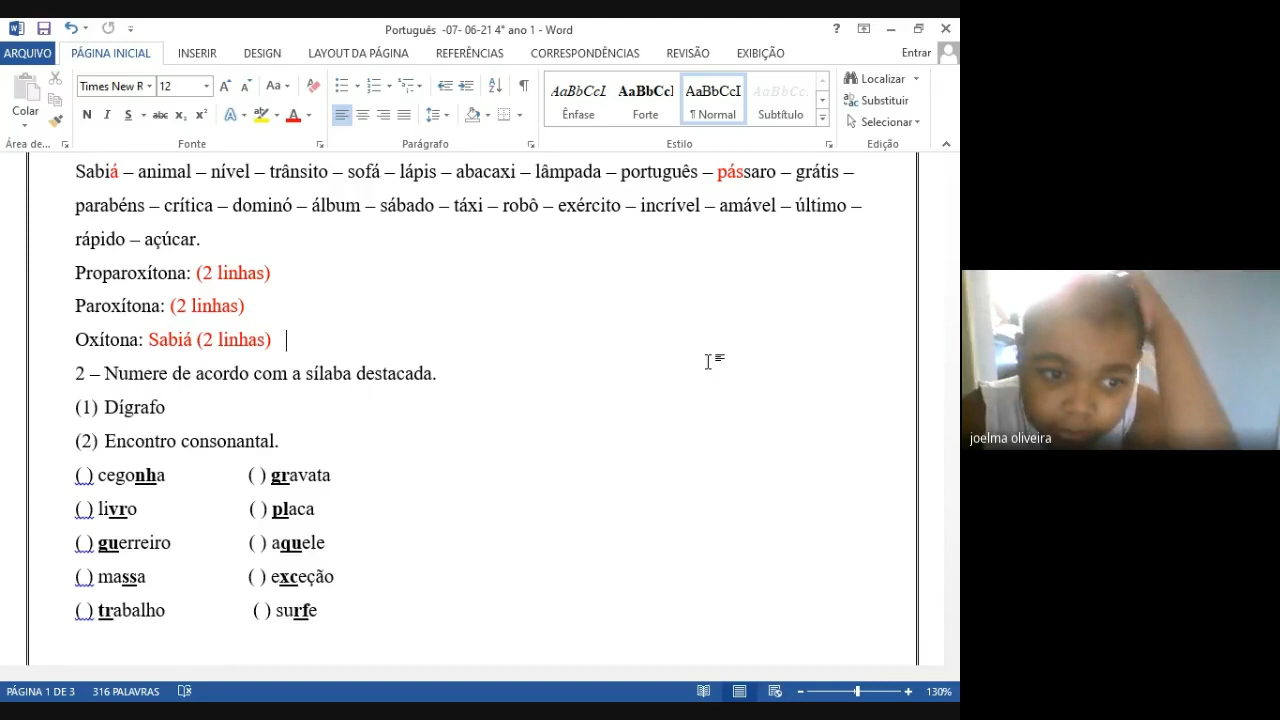 Português -07- 06-21 4° ano 1 - Word
ARQUIVO PÁGINA INICIAL INSERIR DESIGN LAYOUT DA PÁGINA REFERÊNCIAS CORRESPONDÊNCIAS REVISÃO EXIBIÇÃO Entrar
Colar
Times New R 12
Aa
N I S abc x₂ x² A A
AaBbCcI AaBbCcI AaBbCcI AaBbCc.
Ênfase Forte ¶ Normal Subtítulo
Localizar
Substituir
Selecionar
Área de... Fonte Parágrafo Estilo Edição
Sabiá – animal – nível – trânsito – sofá – lápis – abacaxi – lâmpada – português – pássaro – grátis –
parabéns – crítica – dominó – álbum – sábado – táxi – robô – exército – incrível – amável – último –
rápido – açúcar.
Proparoxítona: (2 linhas)
Paroxítona: (2 linhas)
Oxítona: Sabiá (2 linhas)
2 – Numere de acordo com a sílaba destacada.
(1) Dígrafo
(2) Encontro consonantal.
( ) cegonha ( ) gravata
( ) livro ( ) placa
( ) guerreiro ( ) aquele
( ) massa ( ) exceção
( ) trabalho ( ) surfe
joelma oliveira
PÁGINA 1 DE 3 316 PALAVRAS 130%